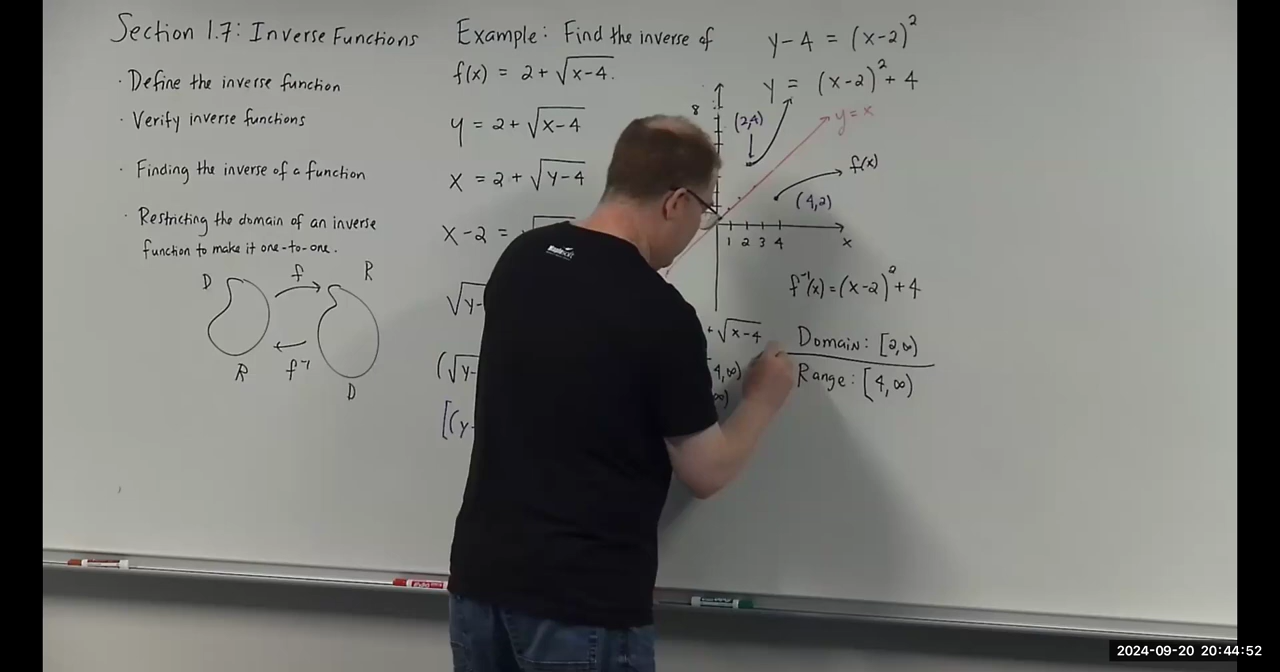 Section 1.7: Inverse Functions
· Define the inverse function
· Verify inverse functions
· Finding the inverse of a function
· Restricting the domain of an inverse
function to make it one-to-one.
D
f
R
R
f⁻¹
D
Example: Find the inverse of
f(x) = 2 + √(x-4).
y = 2 + √(x-4)
x = 2 + √(y-4)
x-2 =
√y-
(√y-
[(y-
y-4 = (x-2)²
y = (x-2)² + 4
8
(2,4)
y = x
f(x)
(4,2)
1 2 3 4
x
f⁻¹(x) = (x-2)² + 4
+ √(x-4)
4, ∞)
∞)
Domain: [2, ∞)
Range: [4, ∞)
2024-09-20 20:44:52